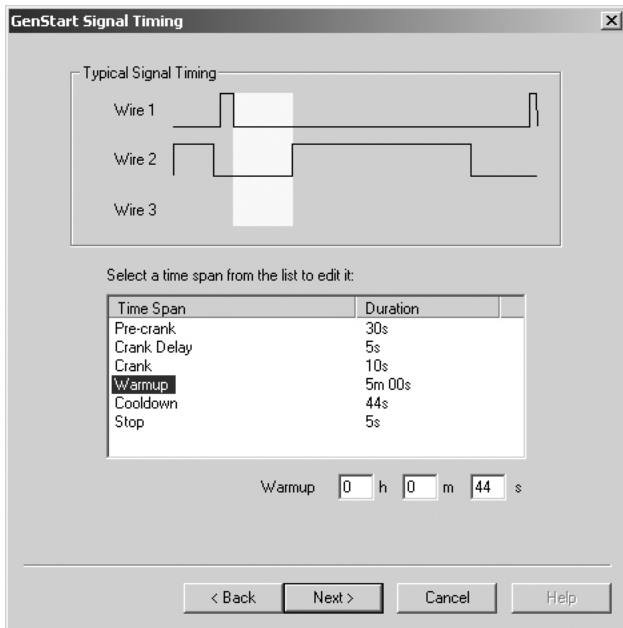 GenStart Signal Timing
Typical Signal Timing
Wire 1
Wire 2
Wire 3
Select a time span from the list to edit it:
Time Span Duration
Pre-crank 30s
Crank Delay 5s
Crank 10s
Warmup 5m 00s
Cooldown 44s
Stop 5s
Warmup 0 h 0 m 44 s
< Back Next > Cancel Help